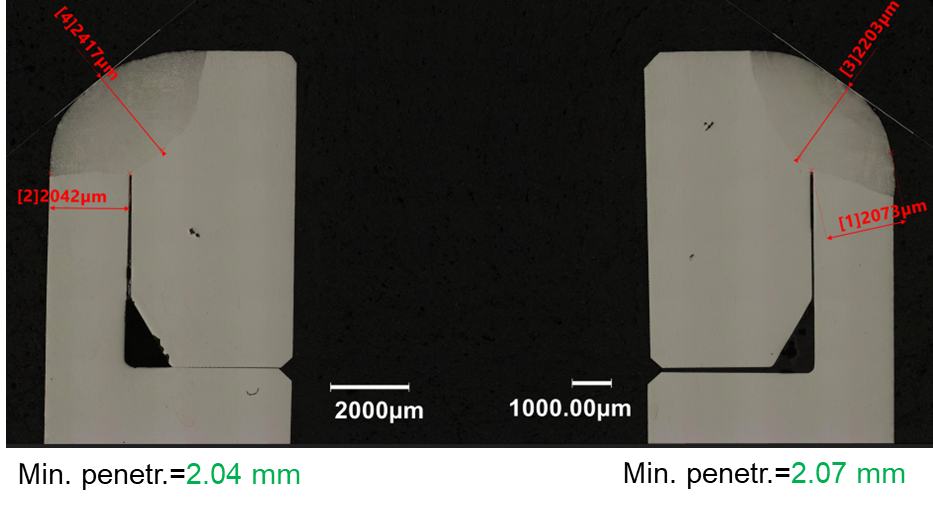 [4]2417μm
[3]2203μm
[2]2042μm
[1]2073μm
2000μm
1000.00μm
Min. penetr.=2.04 mm
Min. penetr.=2.07 mm